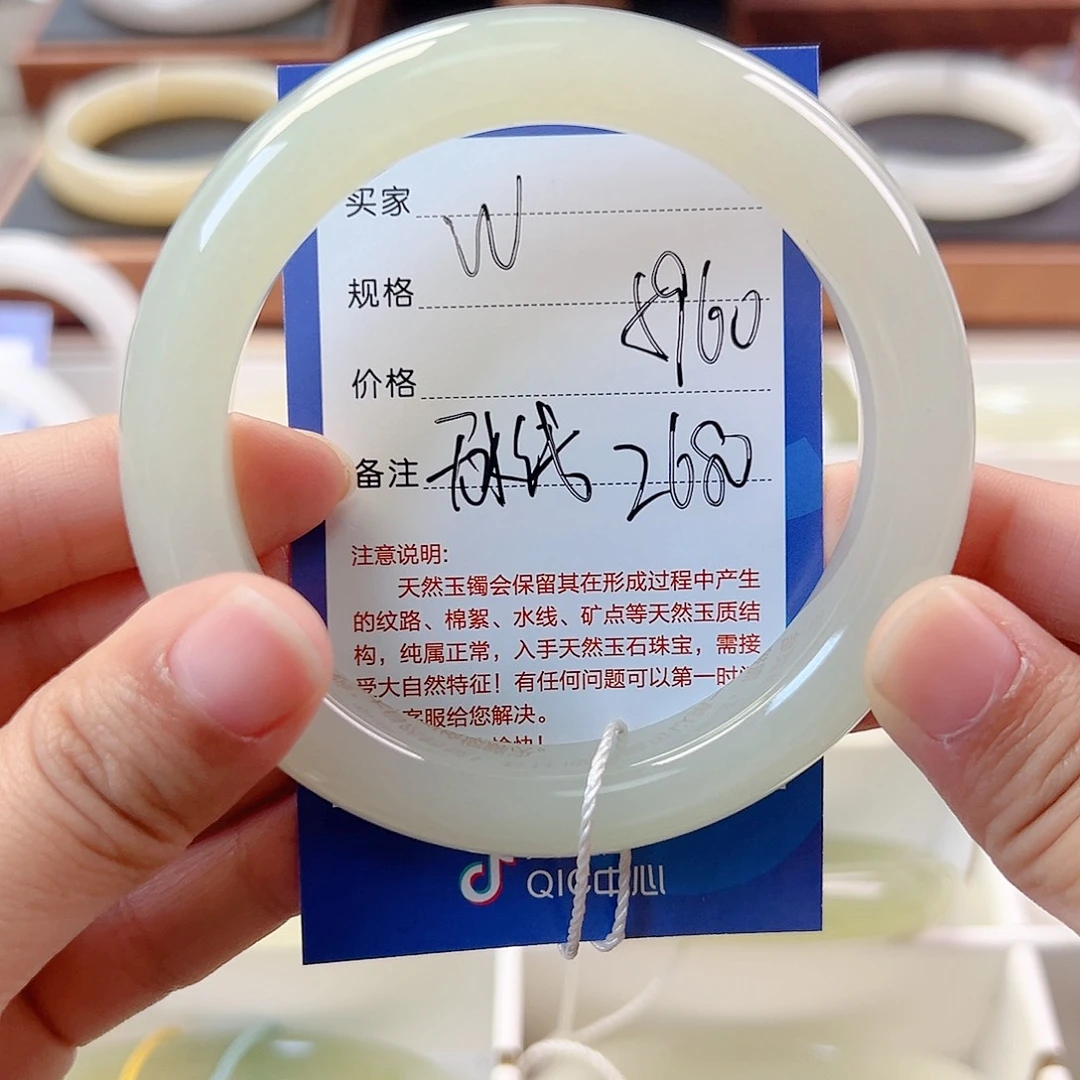 买家 W
规格 8960
价格
备注 水线 2680
注意说明:
天然玉镯会保留其在形成过程中产生
的纹路、棉絮、水线、矿点等天然玉质结
构，纯属正常，入手天然玉石珠宝，需接
受大自然特征！有任何问题可以第一时
客服给您解决。
愉快！
QIC中心